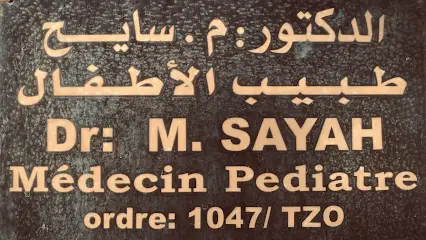 الدكتور: م. سايح
طبيب الأطفال
Dr: M. SAYAH
Médecin Pediatre
ordre: 1047/ TZO